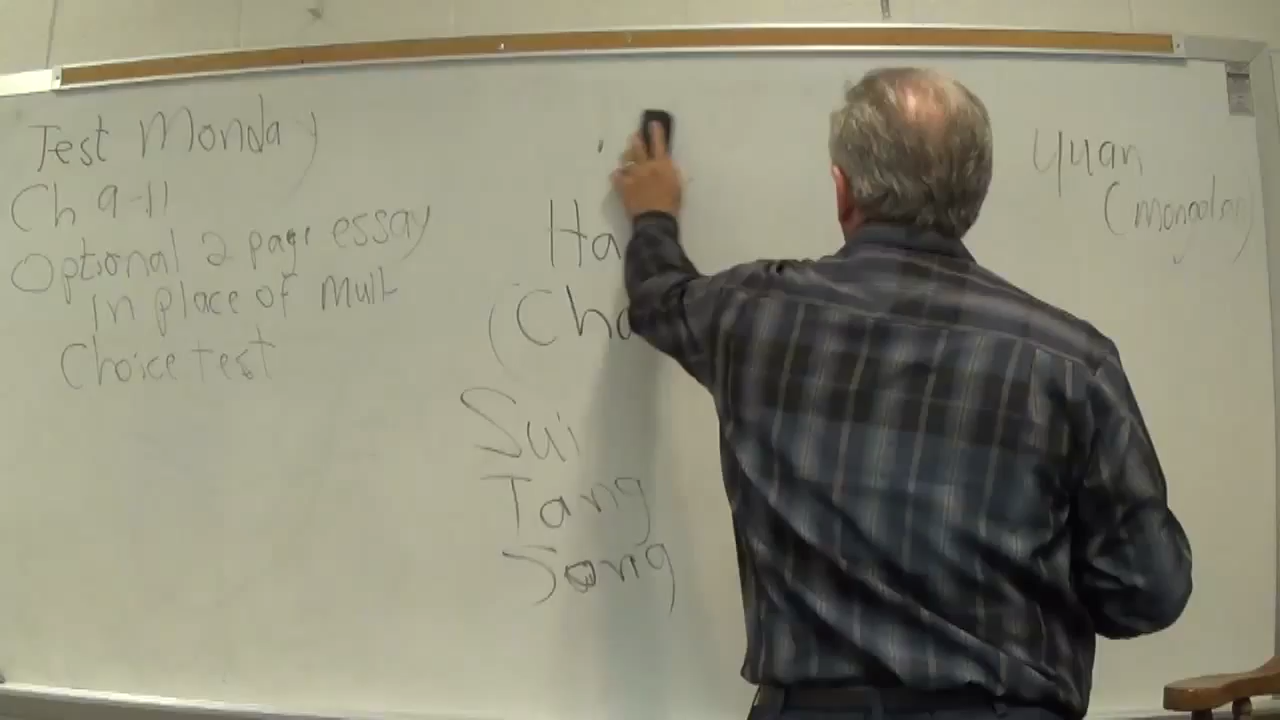 Test Monday
Ch 9-11
Optional 2 page essay
In place of mult
Choice test
Ha
(Cha
Sui
Tang
Song
Yuan
(mongolan)